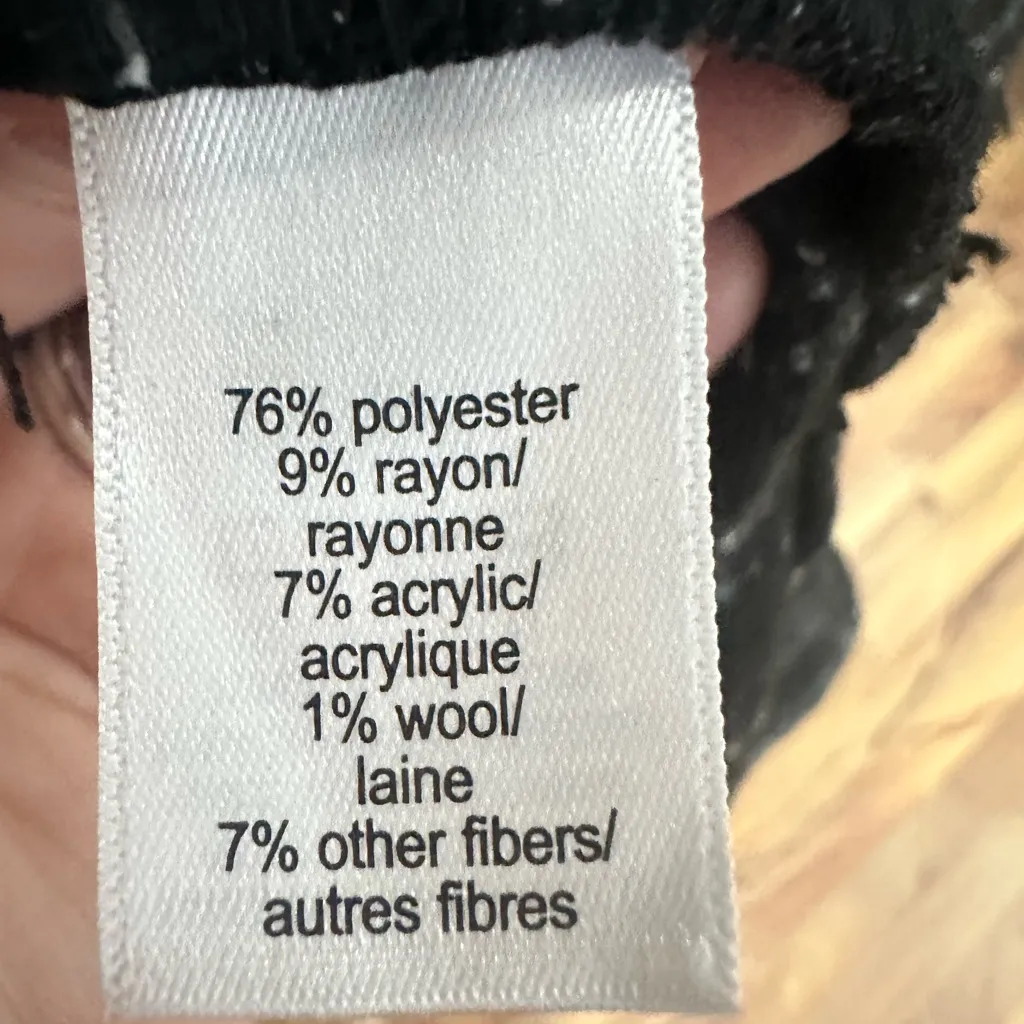 76% polyester
9% rayon/
rayonne
7% acrylic/
acrylique
1% wool/
laine
7% other fibers/
autres fibres